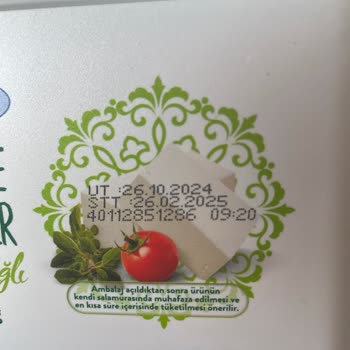 UT :26.10.2024
STT :26.02.2025
40112851286 09:20
Ambalaj açıldıktan sonra ürünün
kendi salamurasında muhafaza edilmesi ve
en kısa süre içerisinde tüketilmesi önerilir.